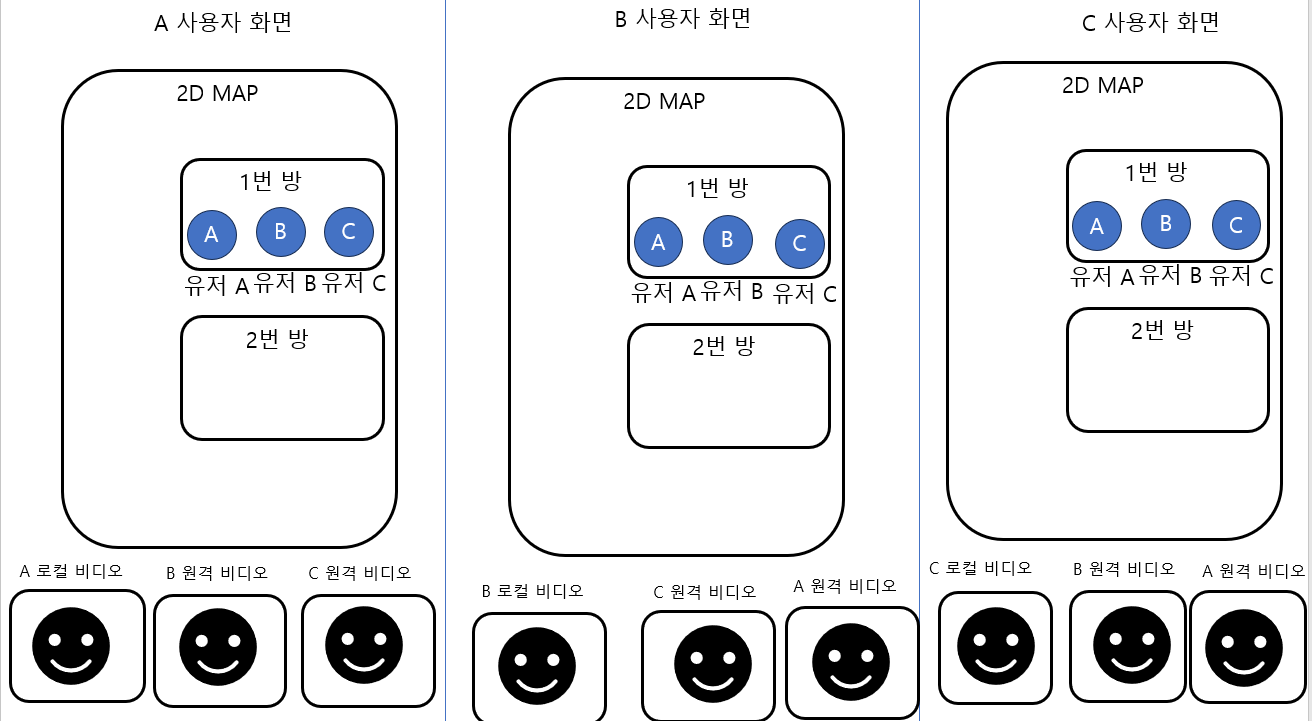 A 사용자 화면
2D MAP
1번 방
A B C
유저 A 유저 B 유저 C
2번 방
A 로컬 비디오 B 원격 비디오 C 원격 비디오
B 사용자 화면
2D MAP
1번 방
A B C
유저 A 유저 B 유저 C
2번 방
B 로컬 비디오 C 원격 비디오 A 원격 비디오
C 사용자 화면
2D MAP
1번 방
A B C
유저 A 유저 B 유저 C
2번 방
C 로컬 비디오 B 원격 비디오 A 원격 비디오